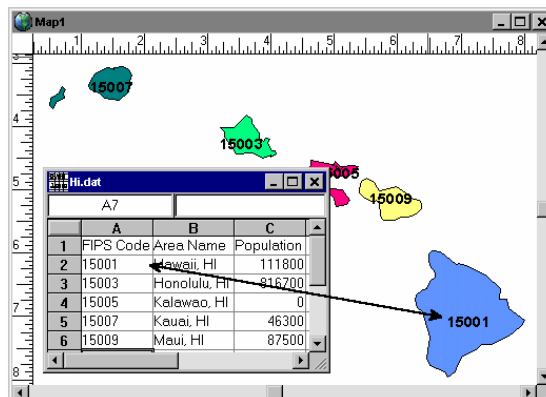 Map1
1 2 3 4 5 6 7 8
3
15007
4
15003
Hi.dat
5
15009
A7
A B C
1 FIPS Code Area Name Population
6
2 15001 Hawaii, HI 111800
3 15003 Honolulu, HI 816700
4 15005 Kalawao, HI 0
15001
7
5 15007 Kauai, HI 46300
6 15009 Maui, HI 87500
8